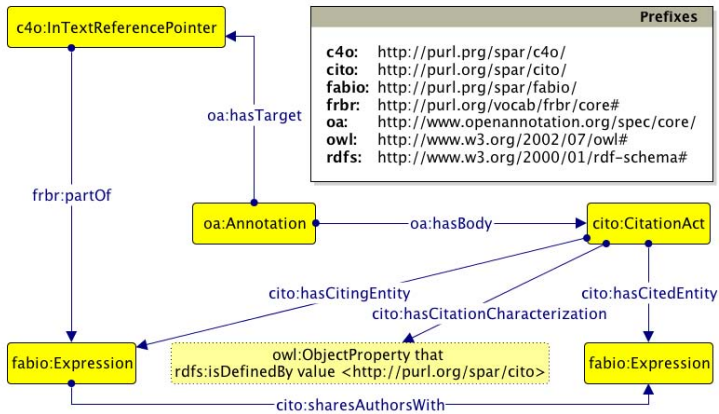 c4o:InTextReferencePointer
Prefixes
c4o: http://purl.prg/spar/c4o/
cito: http://purl.org/spar/cito/
fabio: http://purl.prg/spar/fabio/
frbr: http://purl.org/vocab/frbr/core#
oa: http://www.openannotation.org/spec/core/
owl: http://www.w3.org/2002/07/owl#
rdfs: http://www.w3.org/2000/01/rdf-schema#
oa:hasTarget
frbr:partOf
oa:Annotation
oa:hasBody
cito:CitationAct
cito:hasCitingEntity
cito:hasCitedEntity
cito:hasCitationCharacterization
fabio:Expression
owl:ObjectProperty that
rdfs:isDefinedBy value <http://purl.org/spar/cito>
fabio:Expression
cito:sharesAuthorsWith